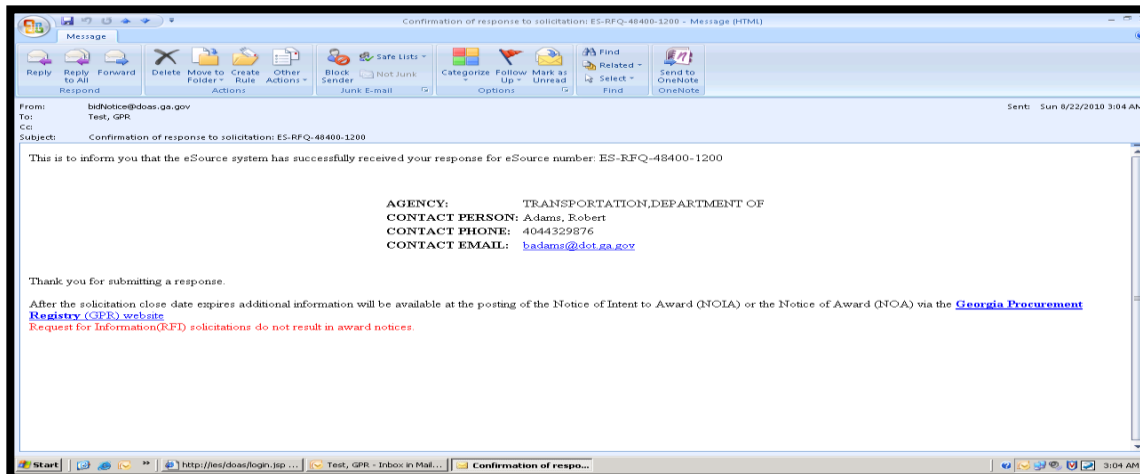 Confirmation of response to solicitation: ES-RFQ-48400-1200 - Message (HTML)
Message
Reply
Reply to All
Forward
Delete
Move to Folder
Create Rule
Other Actions
Block Sender
Safe Lists
Not Junk
Categorize
Follow Up
Mark as Unread
Find
Related
Select
Send to OneNote
Respond
Actions
Junk E-mail
Options
Find
OneNote
From: bidNotice@doas.ga.gov
Sent: Sun 8/22/2010 3:04 AM
To: Test, GPR
Cc:
Subject: Confirmation of response to solicitation: ES-RFQ-48400-1200
This is to inform you that the eSource system has successfully received your response for eSource number: ES-RFQ-48400-1200
AGENCY: TRANSPORTATION,DEPARTMENT OF
CONTACT PERSON: Adams, Robert
CONTACT PHONE: 4044329876
CONTACT EMAIL: badams@dot.ga.gov
Thank you for submitting a response.
After the solicitation close date expires additional information will be available at the posting of the Notice of Intent to Award (NOIA) or the Notice of Award (NOA) via the Georgia Procurement
Registry (GPR) website
Request for Information(RFI) solicitations do not result in award notices.
Start
http://ies/doas/login.jsp ...
Test, GPR - Inbox in Mail...
Confirmation of respo...
3:04 AM